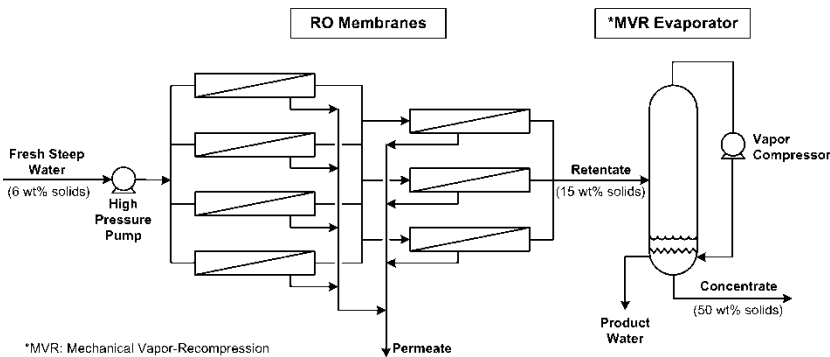 RO Membranes
*MVR Evaporator
Fresh Steep
Water
(6 wt% solids)
High
Pressure
Pump
Retentate
(15 wt% solids)
Vapor
Compressor
Concentrate
(50 wt% solids)
Product
Water
Permeate
*MVR: Mechanical Vapor-Recompression